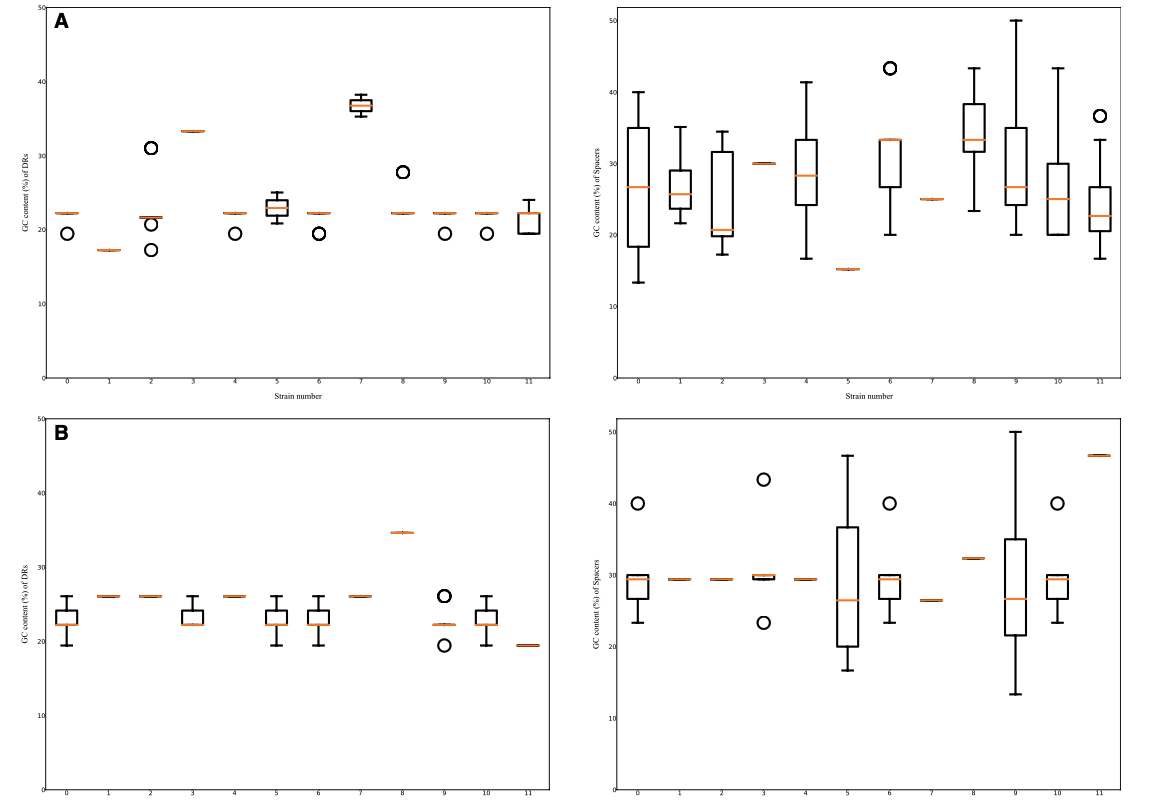 A
50
40
30
20
10
0
GC content (%) of DRs
0 1 2 3 4 5 6 7 8 9 10 11
Strain number
50
40
30
20
10
0
GC content (%) of Spacers
0 1 2 3 4 5 6 7 8 9 10 11
Strain number
B
50
40
30
20
10
0
GC content (%) of DRs
0 1 2 3 4 5 6 7 8 9 10 11
50
40
30
20
10
0
GC content (%) of Spacers
0 1 2 3 4 5 6 7 8 9 10 11